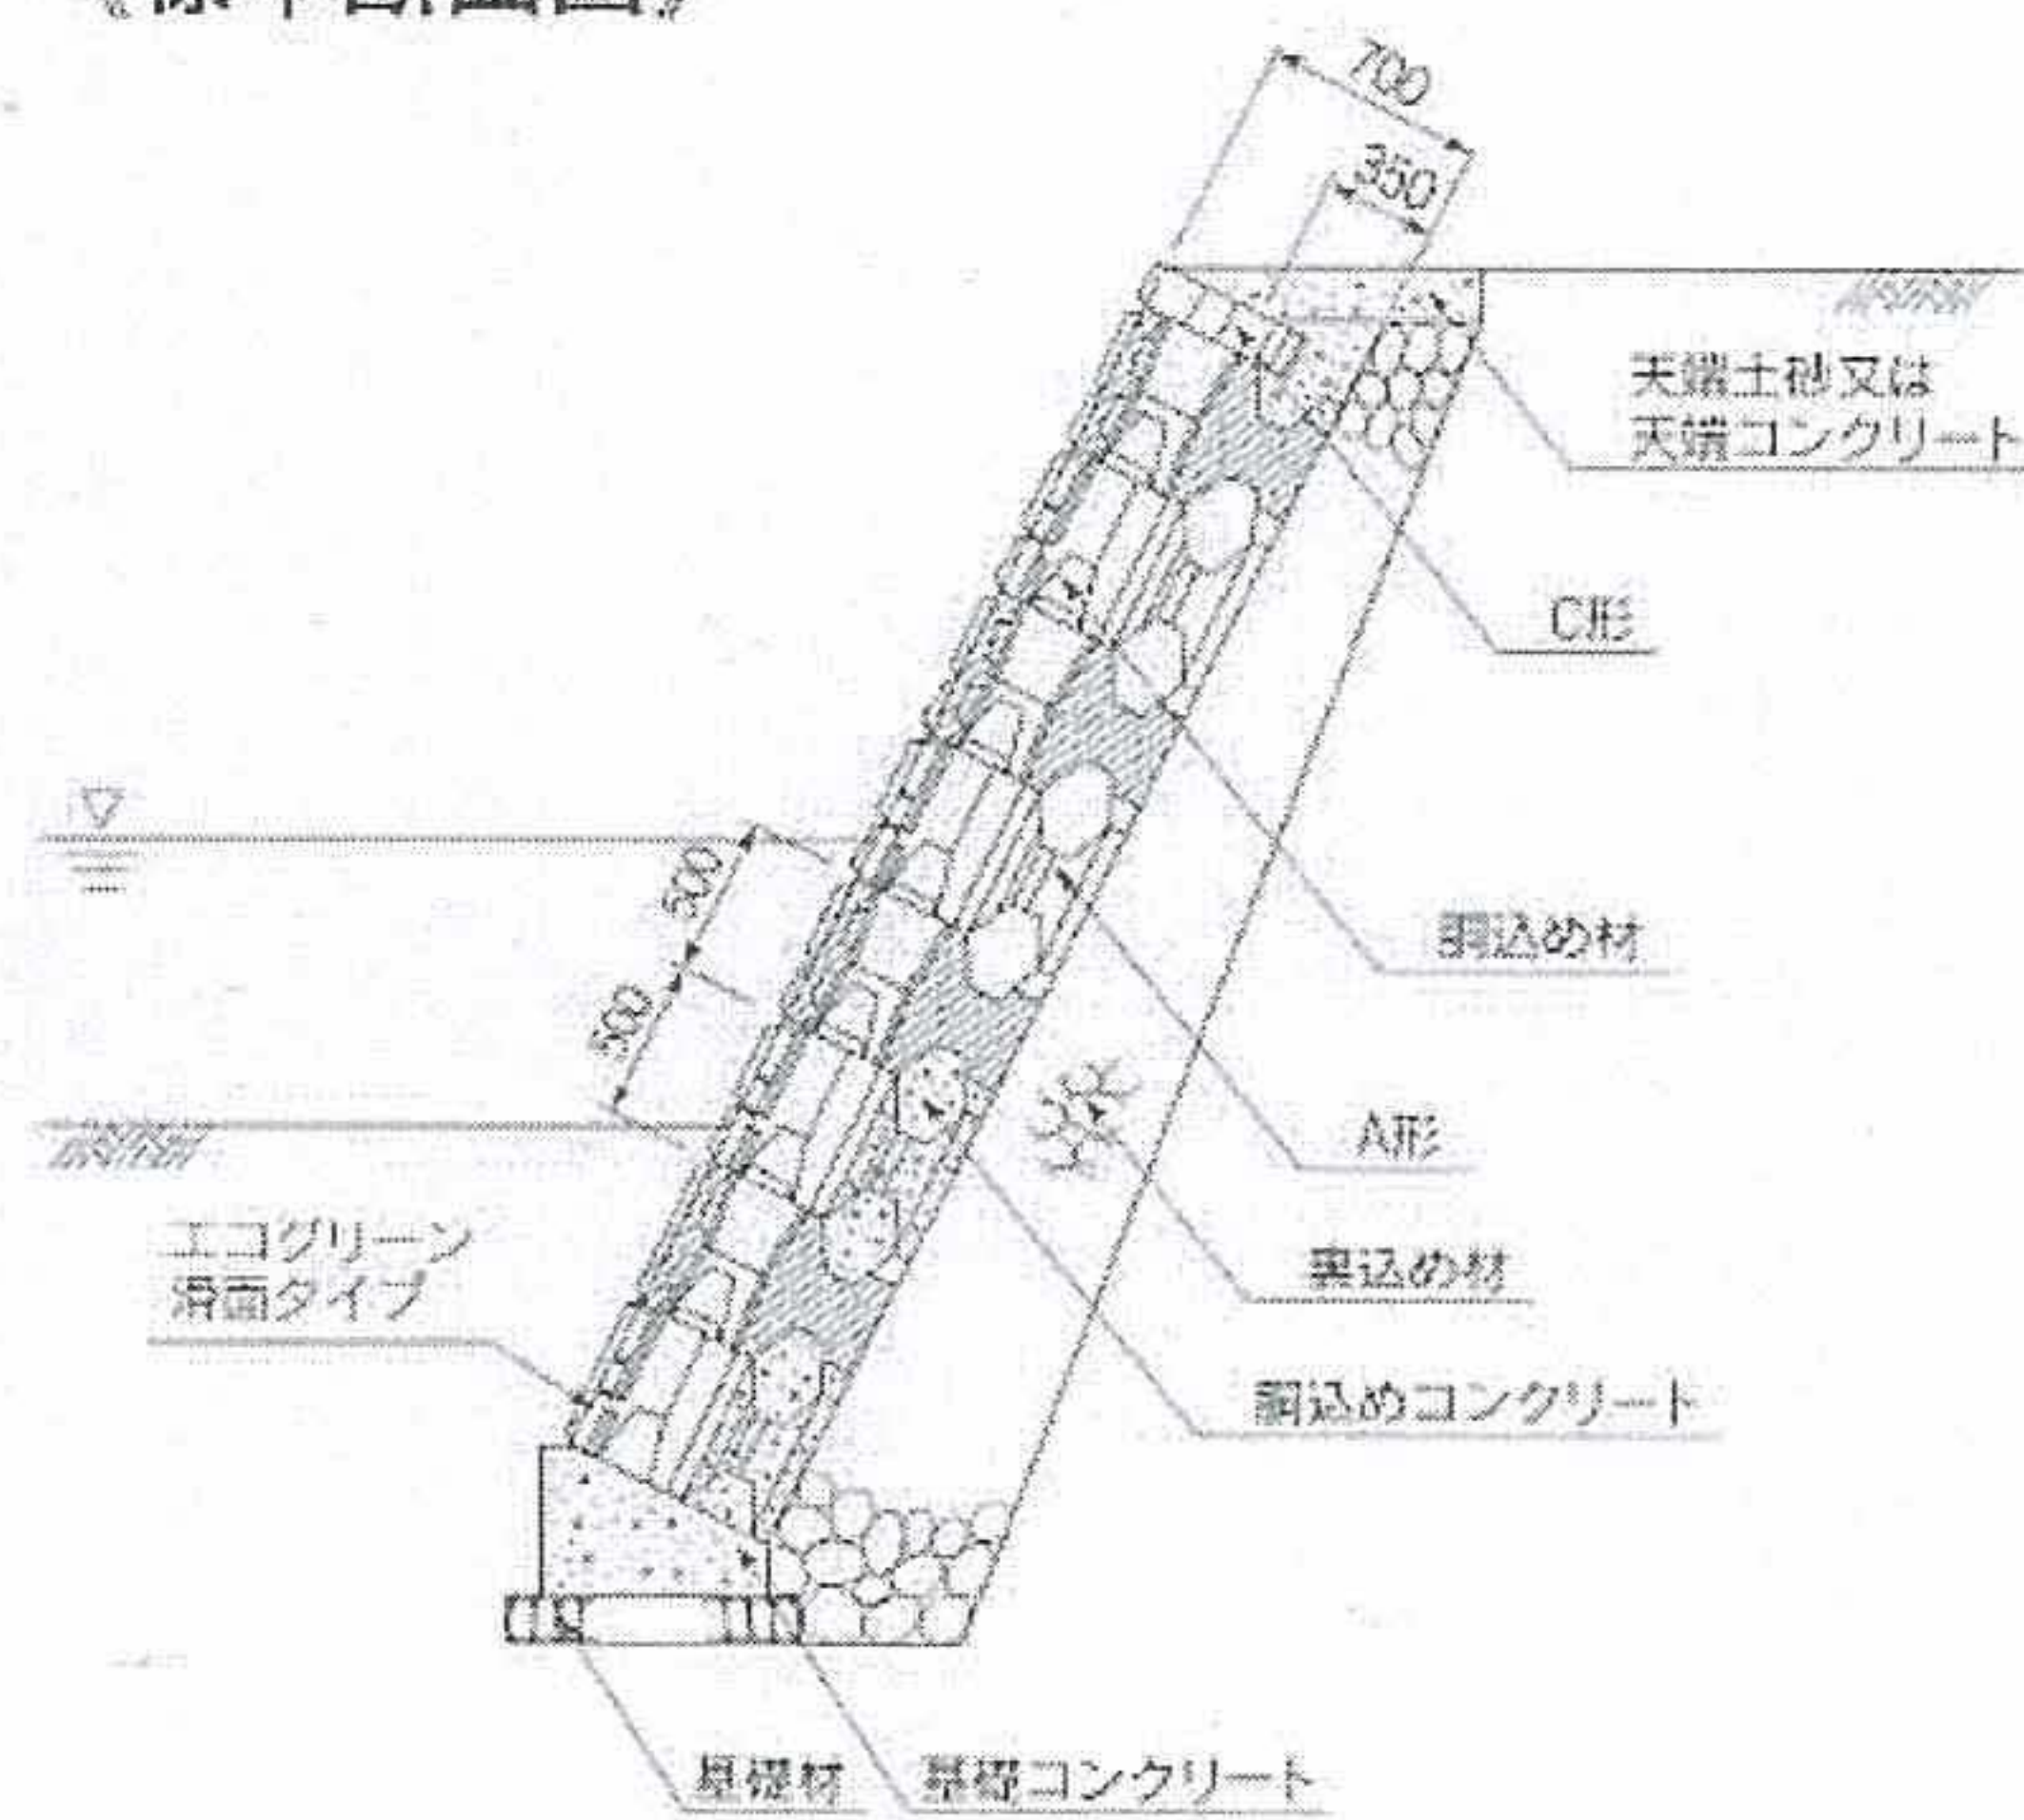 《標準断面図》
700
350
天端土砂又は
天端コンクリート
C形
胴込め材
500
500
A形
エコグリーン
滑面タイプ
裏込め材
胴込めコンクリート
基礎材
基礎コンクリート